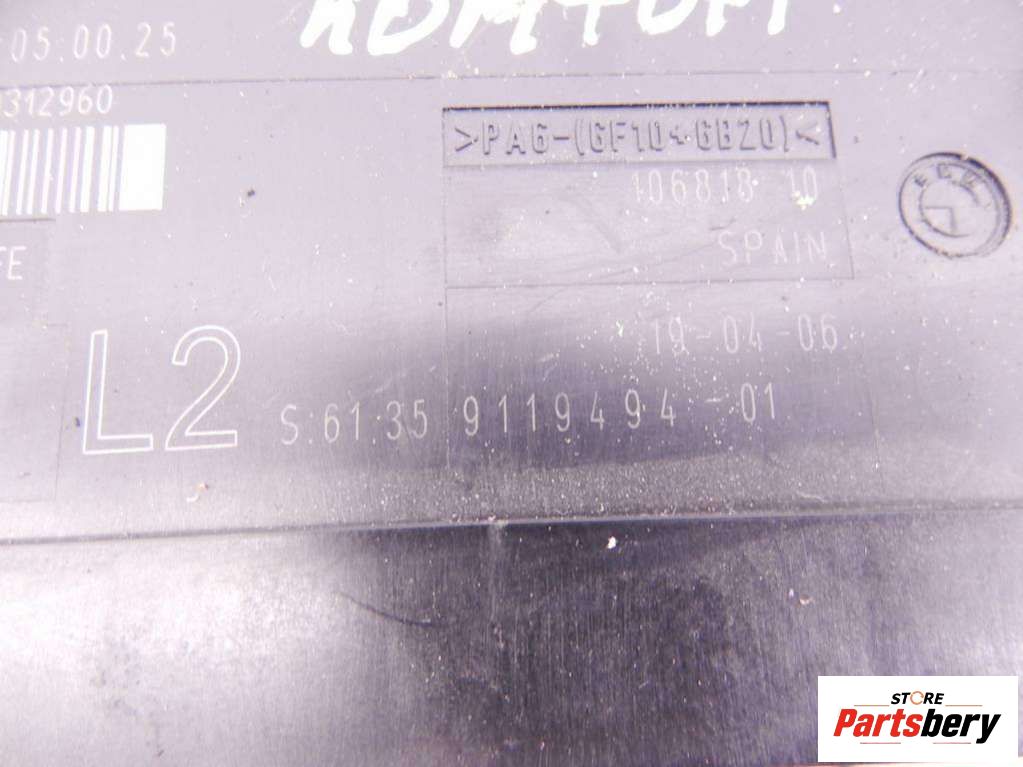 05.00.25
312960
>PA6-(GF10+GB20)<
106818 10
SPAIN
FE
L2
19-04-06
S:61.35 9119494-01
STORE
Partsbery